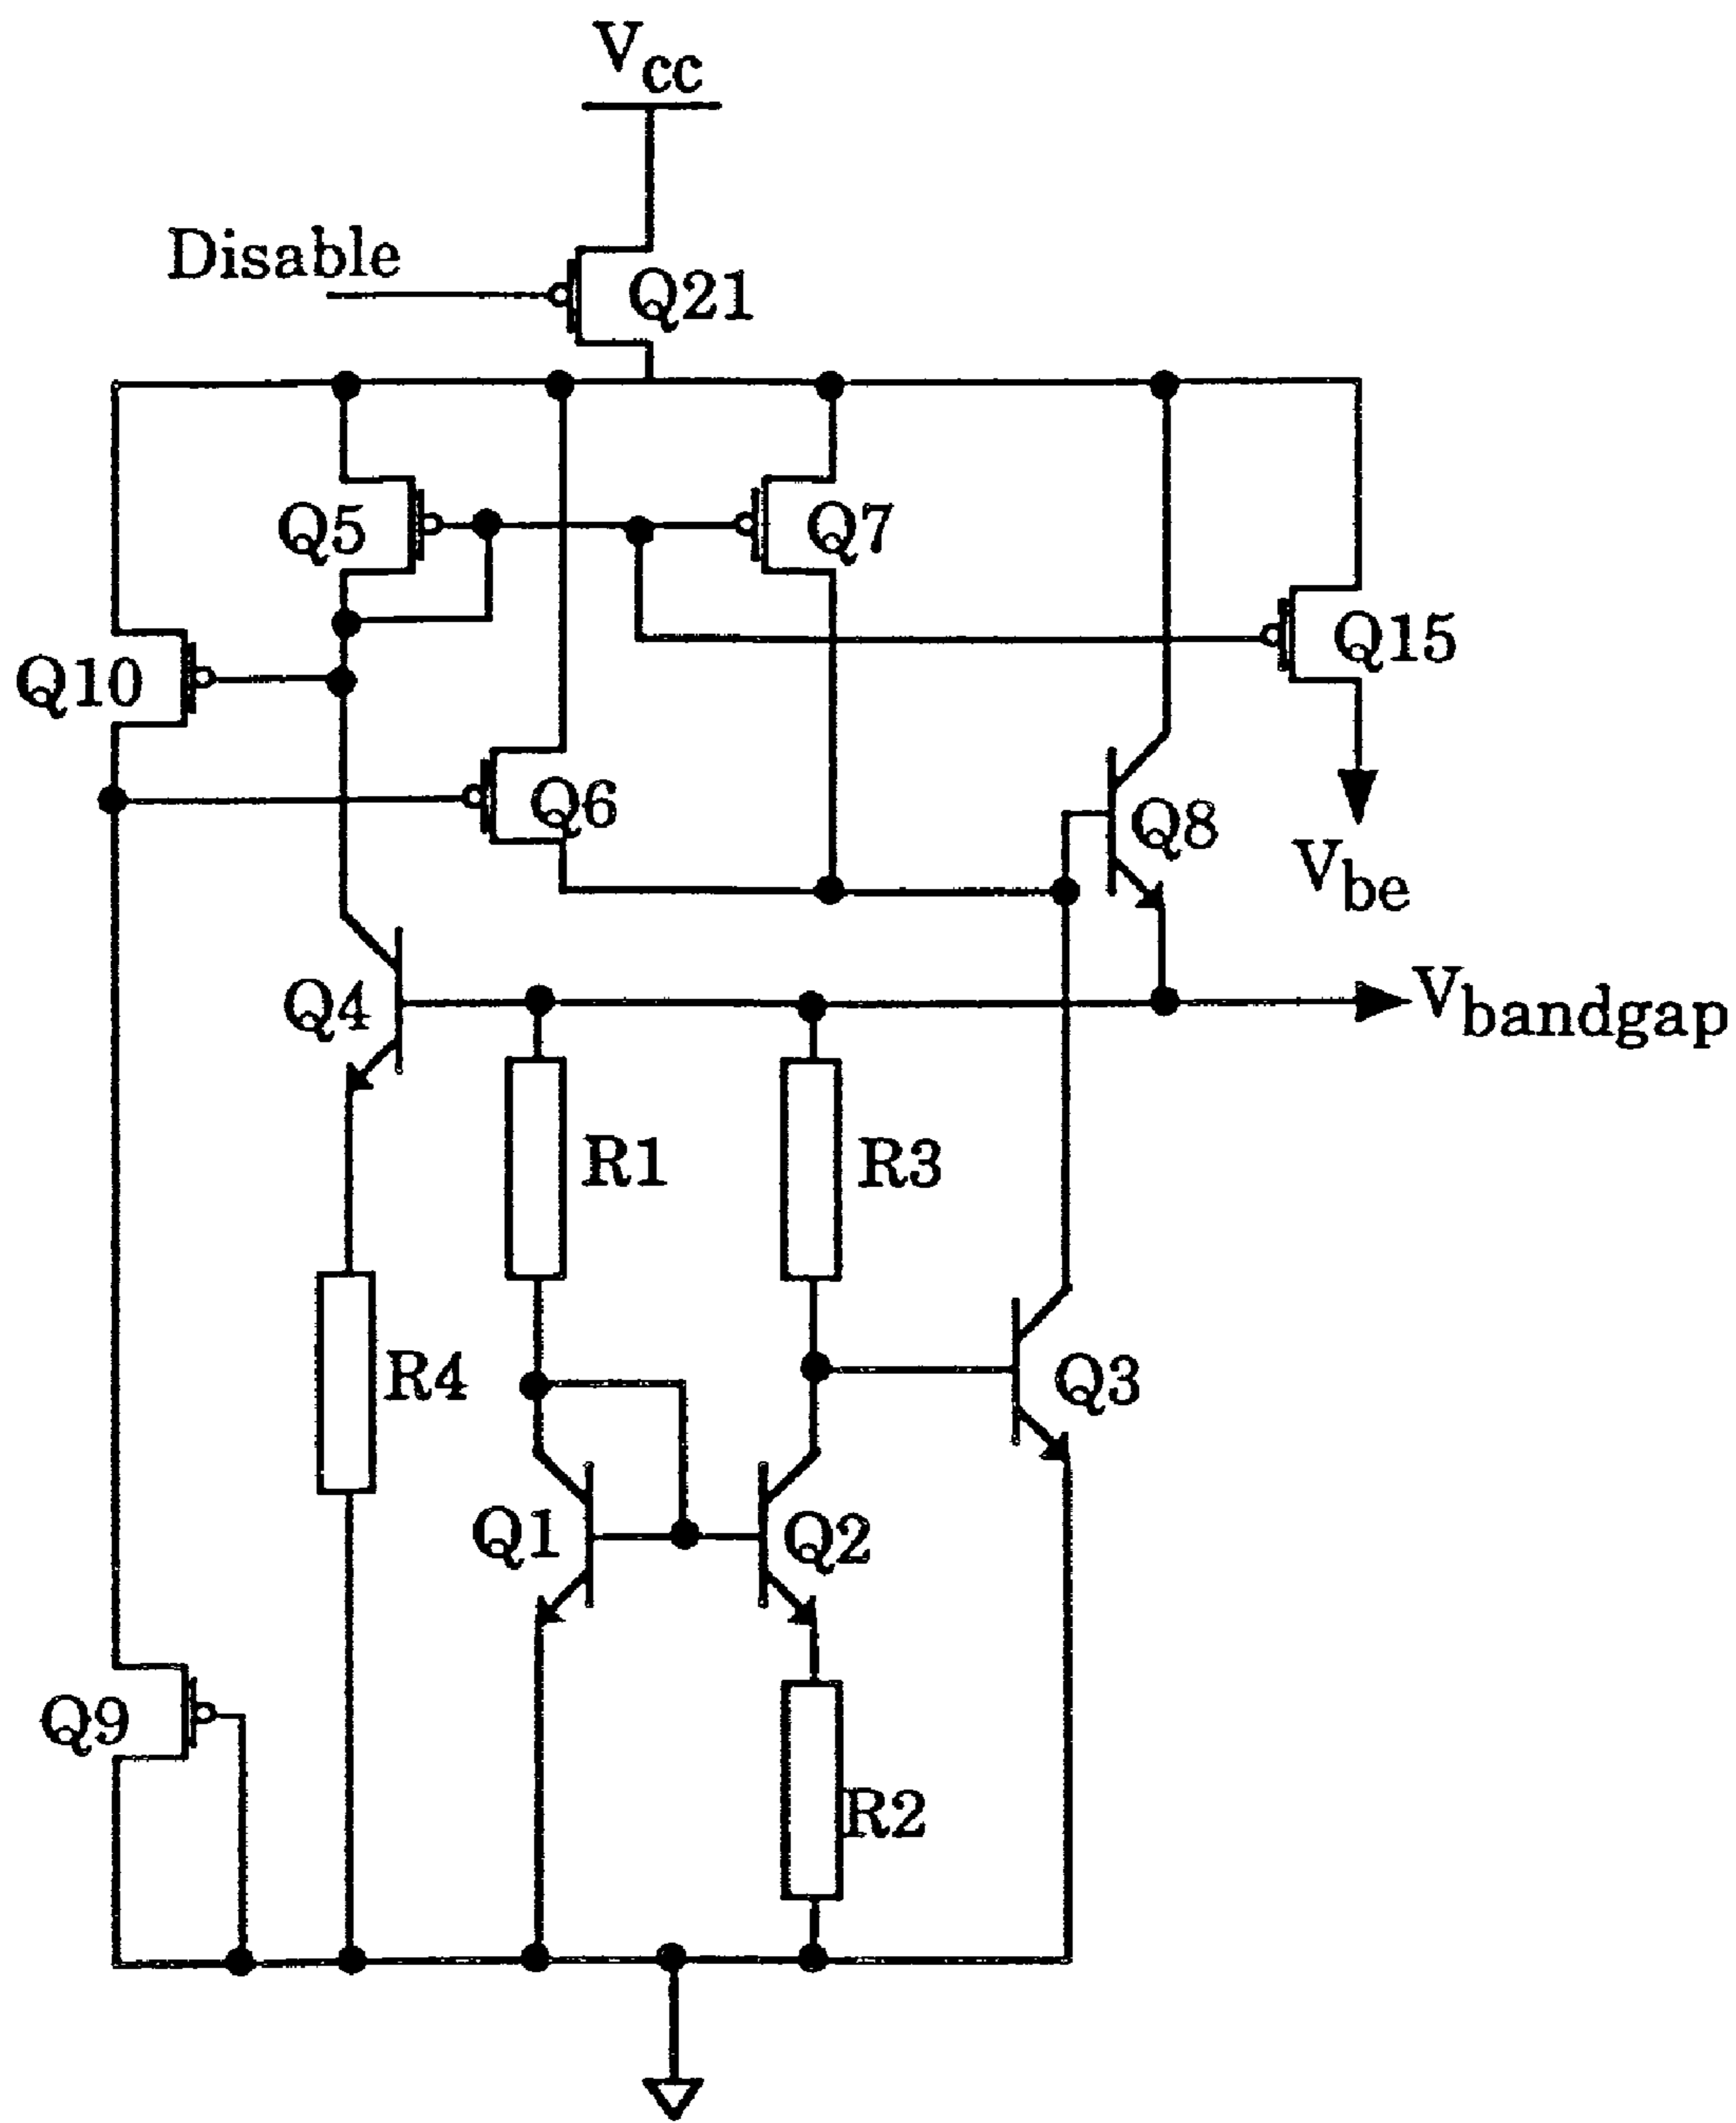 Vcc
Disable
Q21
Q5
Q7
Q15
Q10
Q6
Q8
Vbe
Q4
Vbandgap
R1
R3
R4
Q3
Q1
Q2
Q9
R2